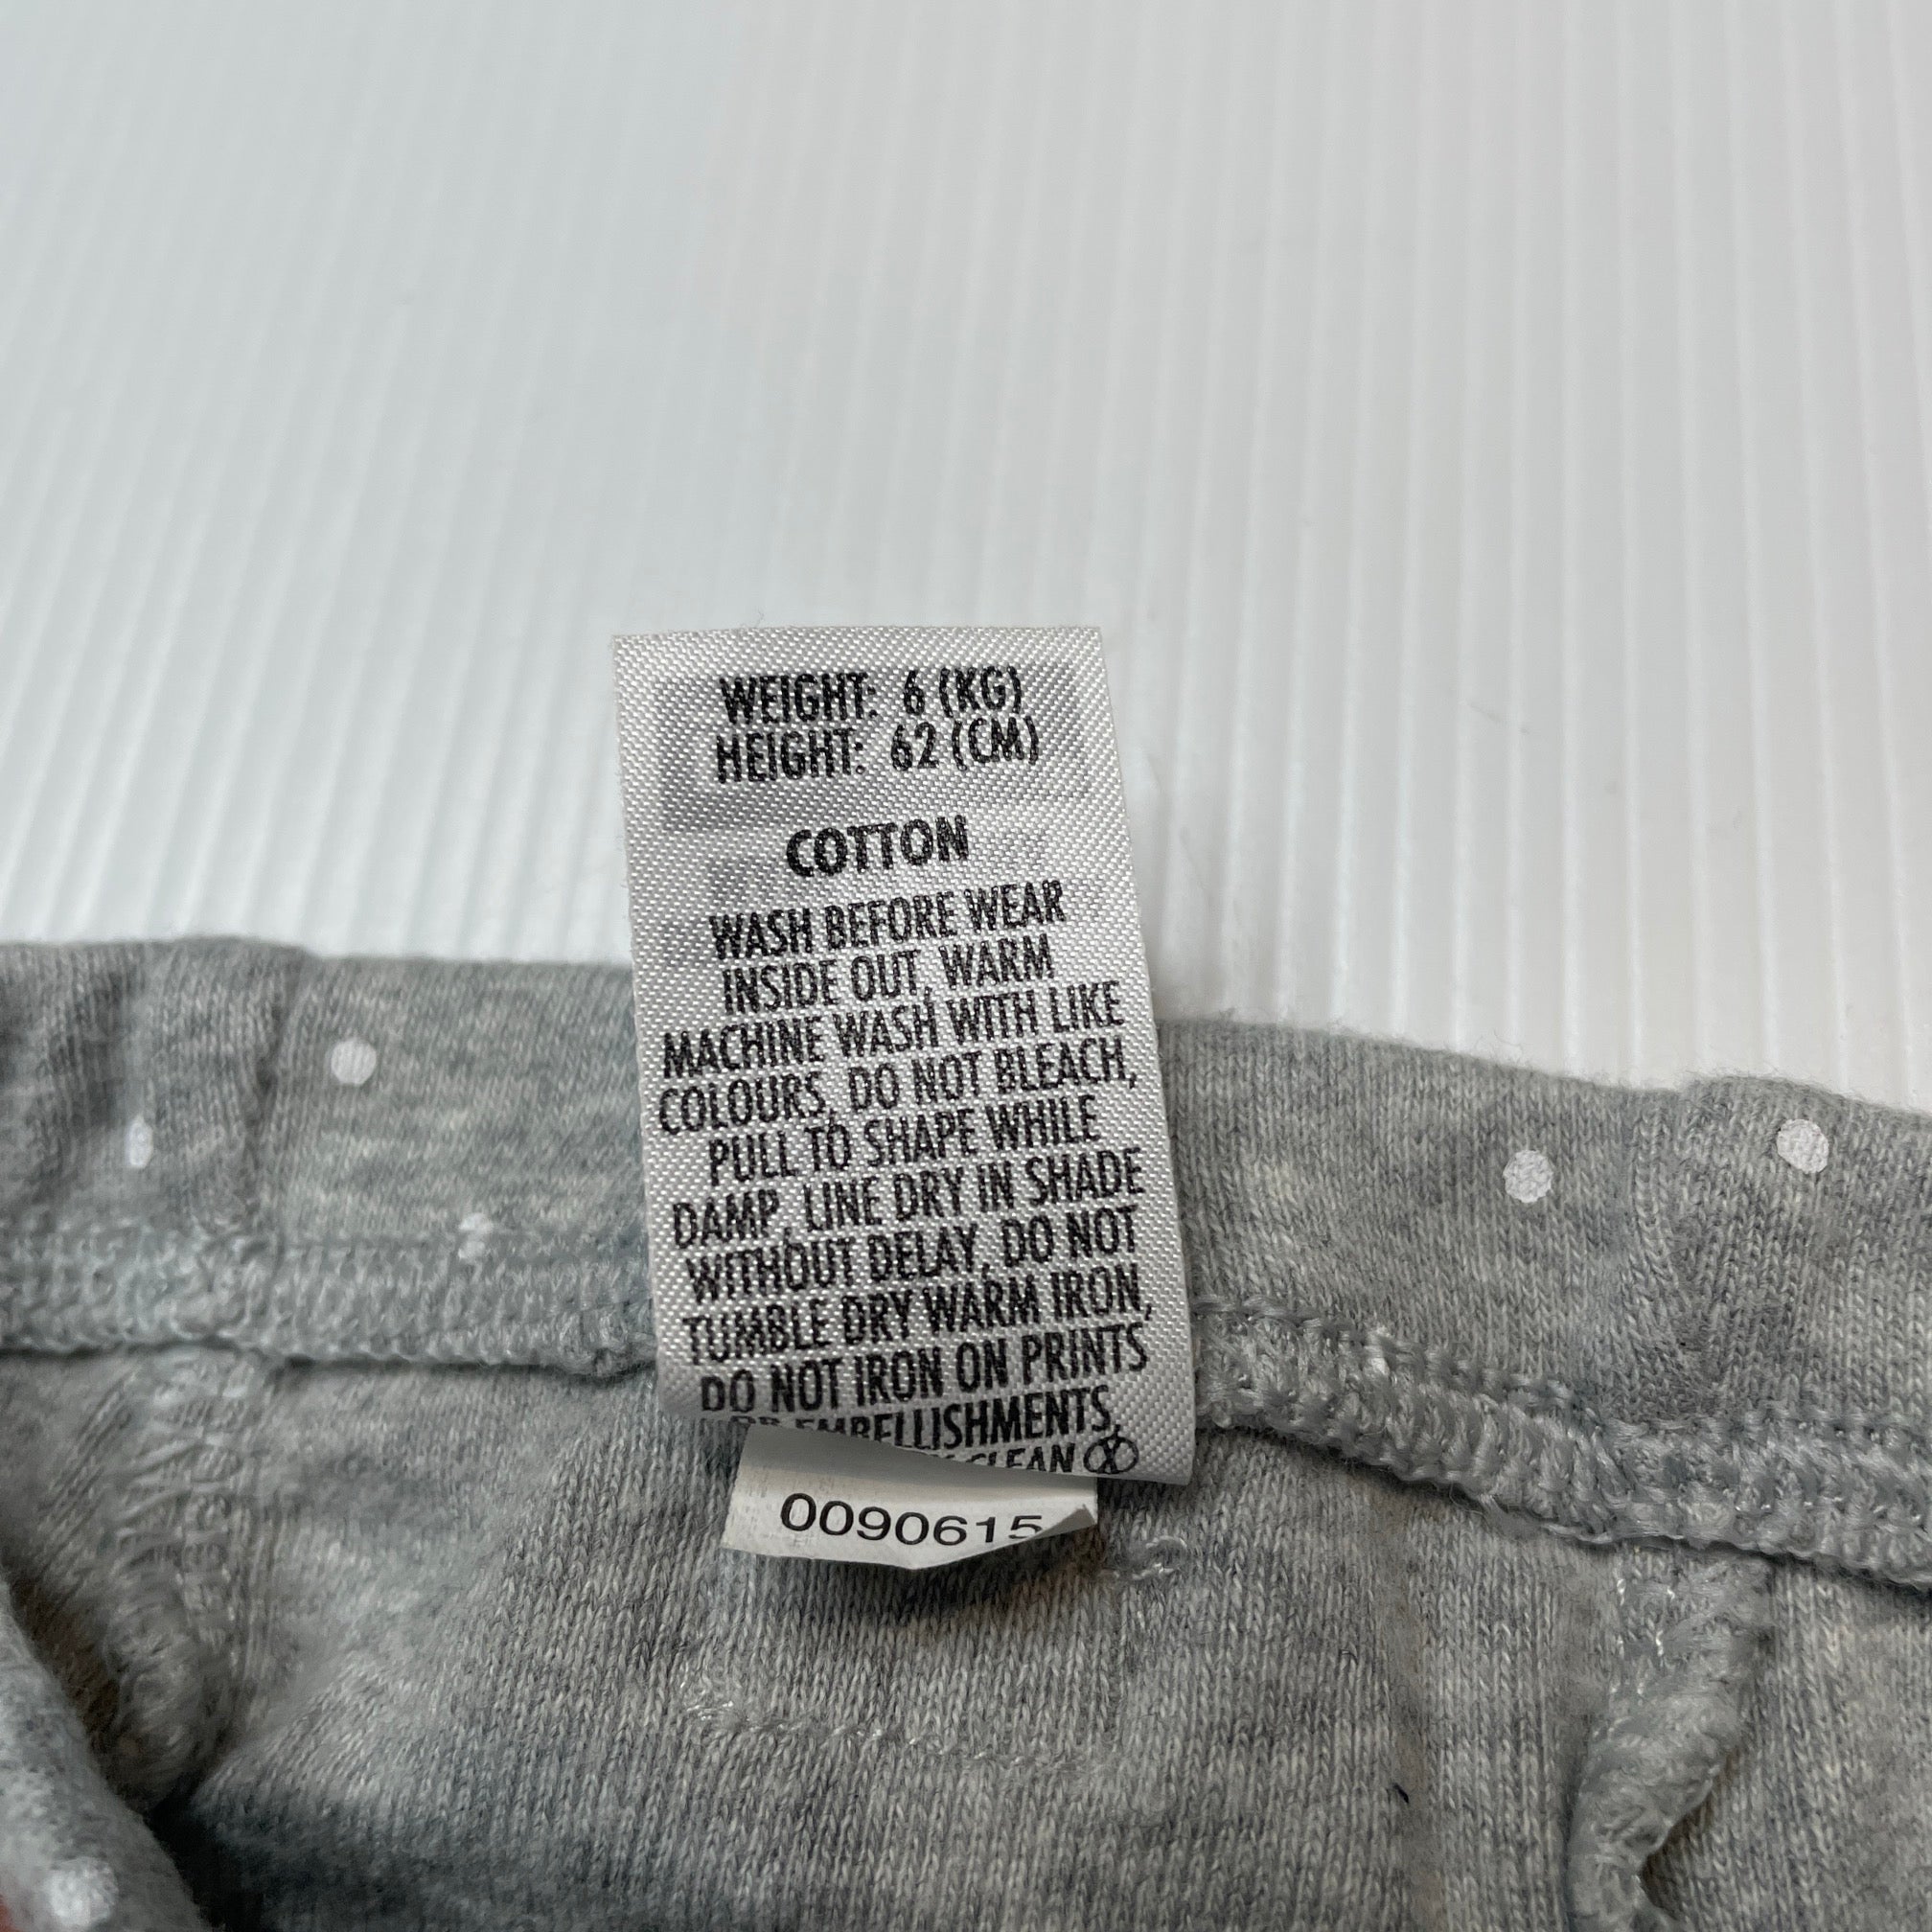 WEIGHT: 6 (KG)
HEIGHT: 62 (CM)
COTTON
WASH BEFORE WEAR
INSIDE OUT, WARM
MACHINE WASH WITH LIKE
COLOURS, DO NOT BLEACH,
PULL TO SHAPE WHILE
DAMP, LINE DRY IN SHADE
WITHOUT DELAY, DO NOT
TUMBLE DRY WARM IRON,
DO NOT IRON ON PRINTS
OR EMBELLISHMENTS,
CLEAN
0090615